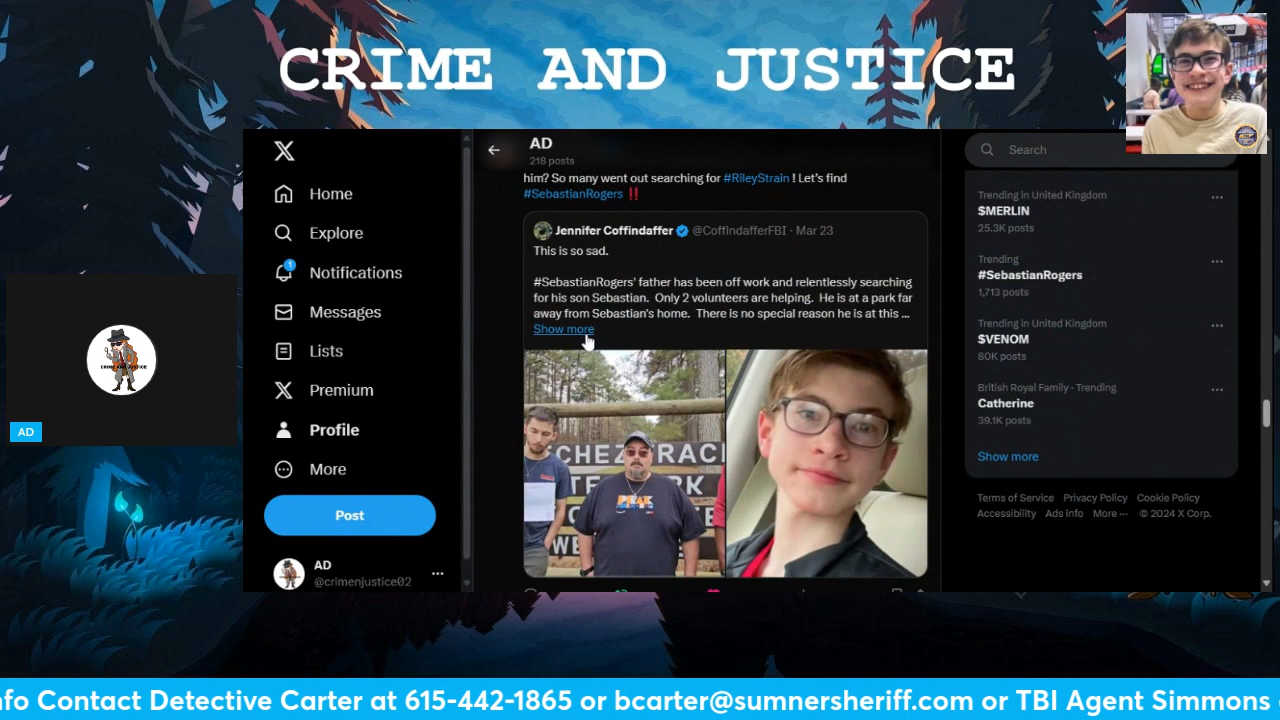 CRIME AND JUSTICE
Home
Explore
1
Notifications
Messages
Lists
Premium
Profile
More
Post
AD
@crimenjustice02
AD
CRIME AND JUSTICE
AD
218 posts
him? So many went out searching for #RileyStrain ! Let's find
#SebastianRogers ‼
Jennifer Coffindaffer @CoffindafferFBI · Mar 23
This is so sad.
#SebastianRogers' father has been off work and relentlessly searching
for his son Sebastian. Only 2 volunteers are helping. He is at a park far
away from Sebastian's home. There is no special reason he is at this ...
Show more
CHEZ TRAC
PEAK
Search
Trending in United Kingdom
$MERLIN
25.3K posts
Trending
#SebastianRogers
1,713 posts
Trending in United Kingdom
$VENOM
80K posts
British Royal Family · Trending
Catherine
39.1K posts
Show more
Terms of Service Privacy Policy Cookie Policy
Accessibility Ads info More ··· © 2024 X Corp.
nfo Contact Detective Carter at 615-442-1865 or bcarter@sumnersheriff.com or TBI Agent Simmons